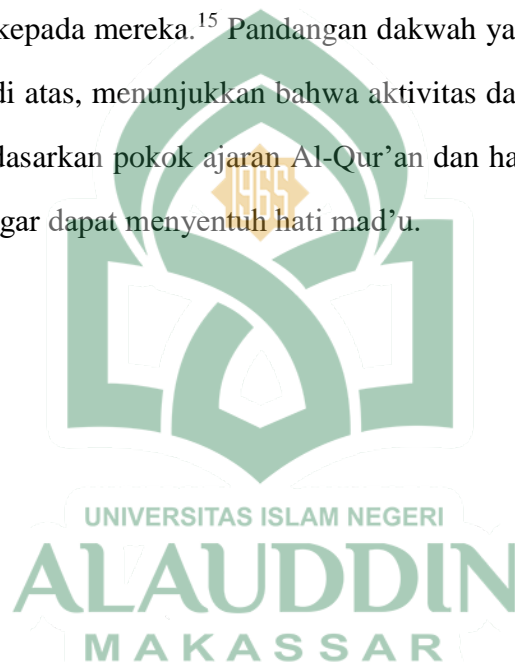 kepada mereka.15 Pandangan dakwah ya
di atas, menunjukkan bahwa aktivitas da
dasarkan pokok ajaran Al-Qur'an dan ha
gar dapat menyentuh hati mad'u.
1965
UNIVERSITAS ISLAM NEGERI
ALAUDDIN
MAKASSAR